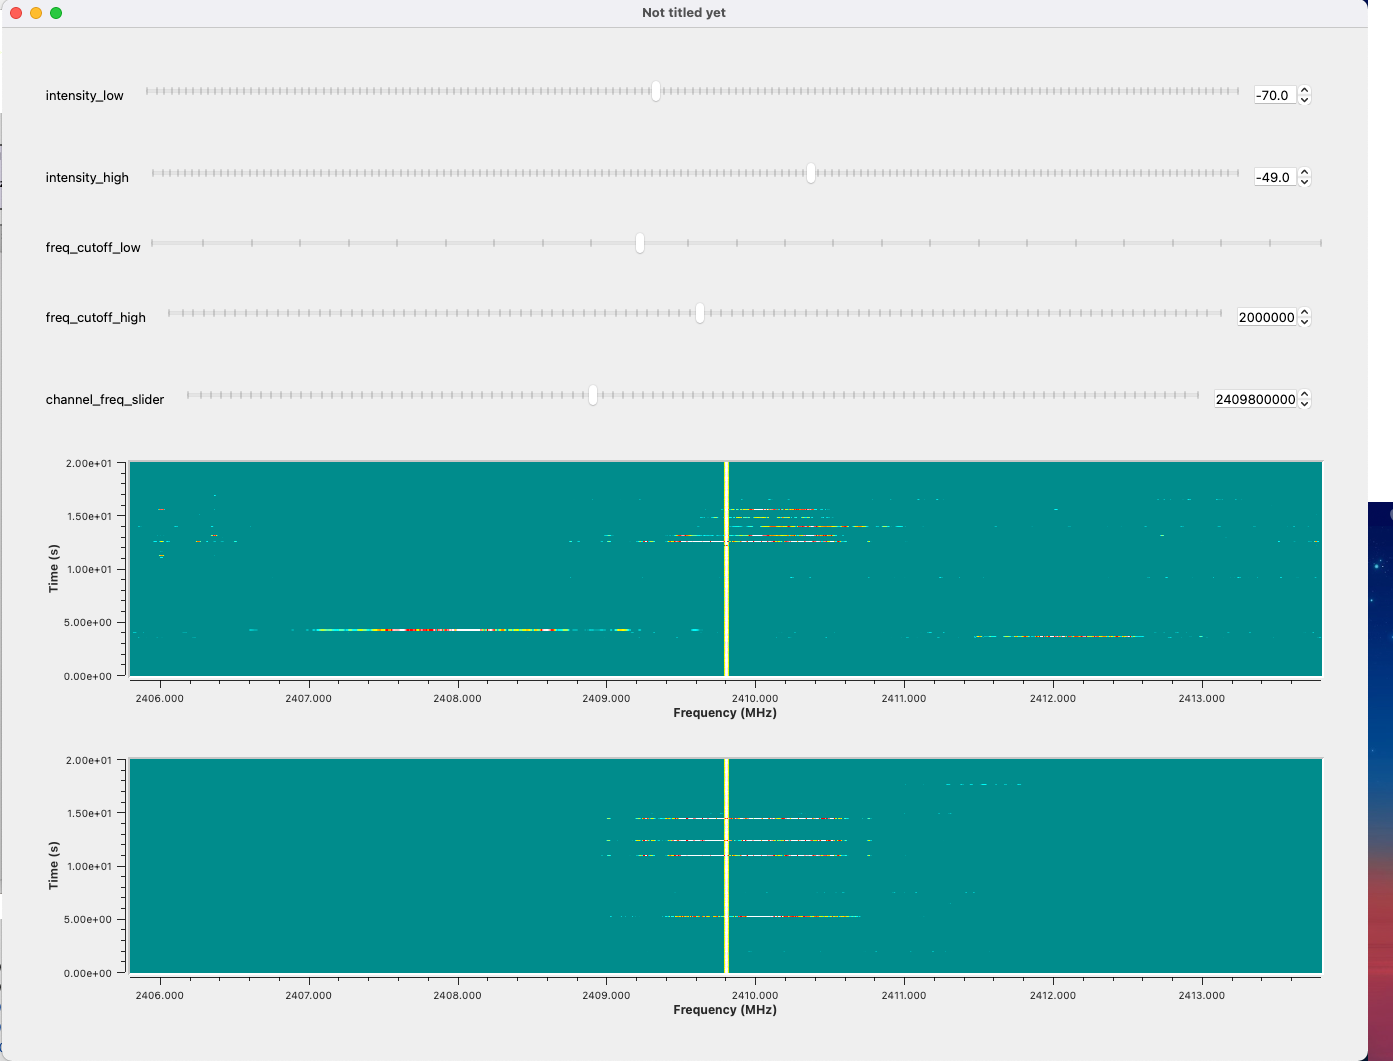 Not titled yet
intensity_low -70.0
intensity_high -49.0
freq_cutoff_low
freq_cutoff_high 2000000
channel_freq_slider 2409800000
2.00e+01
1.50e+01
1.00e+01
5.00e+00
0.00e+00
Time (s)
2406.000 2407.000 2408.000 2409.000 2410.000 2411.000 2412.000 2413.000
Frequency (MHz)
2.00e+01
1.50e+01
1.00e+01
5.00e+00
0.00e+00
Time (s)
2406.000 2407.000 2408.000 2409.000 2410.000 2411.000 2412.000 2413.000
Frequency (MHz)